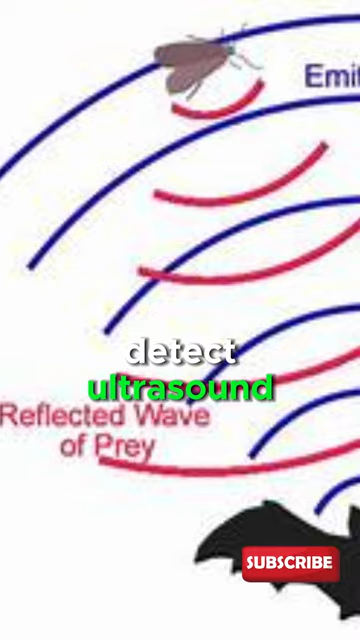 Emit
detect
ultrasound
Reflected Wave
of Prey
SUBSCRIBE